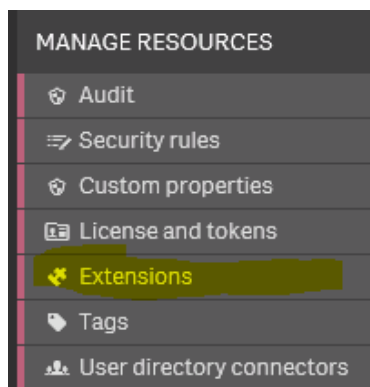 MANAGE RESOURCES
Audit
Security rules
Custom properties
License and tokens
Extensions
Tags
User directory connectors